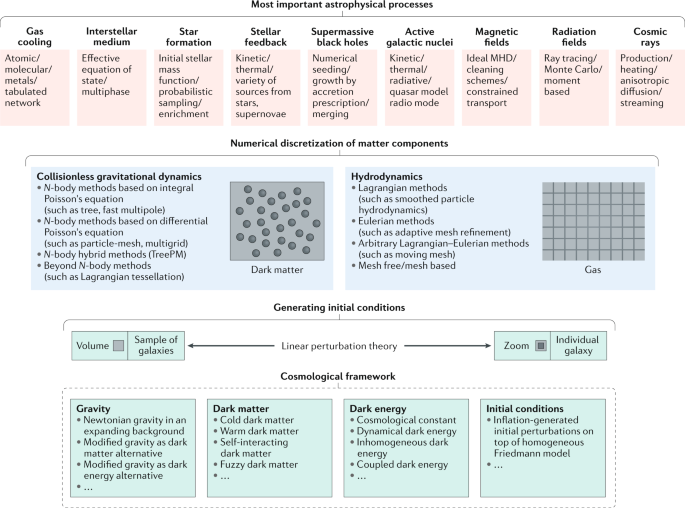 Most important astrophysical processes
Gas
cooling
Atomic/
molecular/
metals/
tabulated
network
Interstellar
medium
Effective
equation of
state/
multiphase
Star
formation
Initial stellar
mass
function/
probabilistic
sampling/
enrichment
Stellar
feedback
Kinetic/
thermal/
variety of
sources from
stars,
supernovae
Supermassive
black holes
Numerical
seeding/
growth by
accretion
prescription/
merging
Active
galactic nuclei
Kinetic/
thermal/
radiative/
quasar model
radio mode
Magnetic
fields
Ideal MHD/
cleaning
schemes/
constrained
transport
Radiation
fields
Ray tracing/
Monte Carlo/
moment
based
Cosmic
rays
Production/
heating/
anisotropic
diffusion/
streaming
Numerical discretization of matter components
Collisionless gravitational dynamics
• N-body methods based on integral
Poisson's equation
(such as tree, fast multipole)
• N-body methods based on differential
Poisson's equation
(such as particle-mesh, multigrid)
• N-body hybrid methods (TreePM)
• Beyond N-body methods
(such as Lagrangian tessellation)
Dark matter
Hydrodynamics
• Lagrangian methods
(such as smoothed particle
hydrodynamics)
• Eulerian methods
(such as adaptive mesh refinement)
• Arbitrary Lagrangian–Eulerian methods
(such as moving mesh)
• Mesh free/mesh based
Gas
Generating initial conditions
Volume
Sample of
galaxies
Linear perturbation theory
Zoom
Individual
galaxy
Cosmological framework
Gravity
• Newtonian gravity in an
expanding background
• Modified gravity as dark
matter alternative
• Modified gravity as dark
energy alternative
• …
Dark matter
• Cold dark matter
• Warm dark matter
• Self-interacting
dark matter
• Fuzzy dark matter
• …
Dark energy
• Cosmological constant
• Dynamical dark energy
• Inhomogeneous dark
energy
• Coupled dark energy
• …
Initial conditions
• Inflation-generated
initial perturbations on
top of homogeneous
Friedmann model
• …